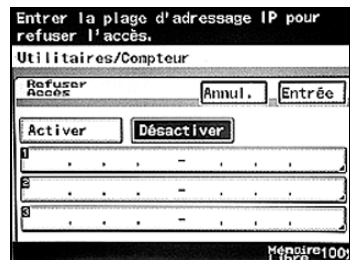 Entrer la plage d'adressage IP pour
refuser l'accès.
Utilitaires/Compteur
Refuser
Accès
Annul. Entrée
Activer Désactiver
1 . . . – . . .
2 . . . – . . .
3 . . . – . . .
Mémoire 100%
Libre